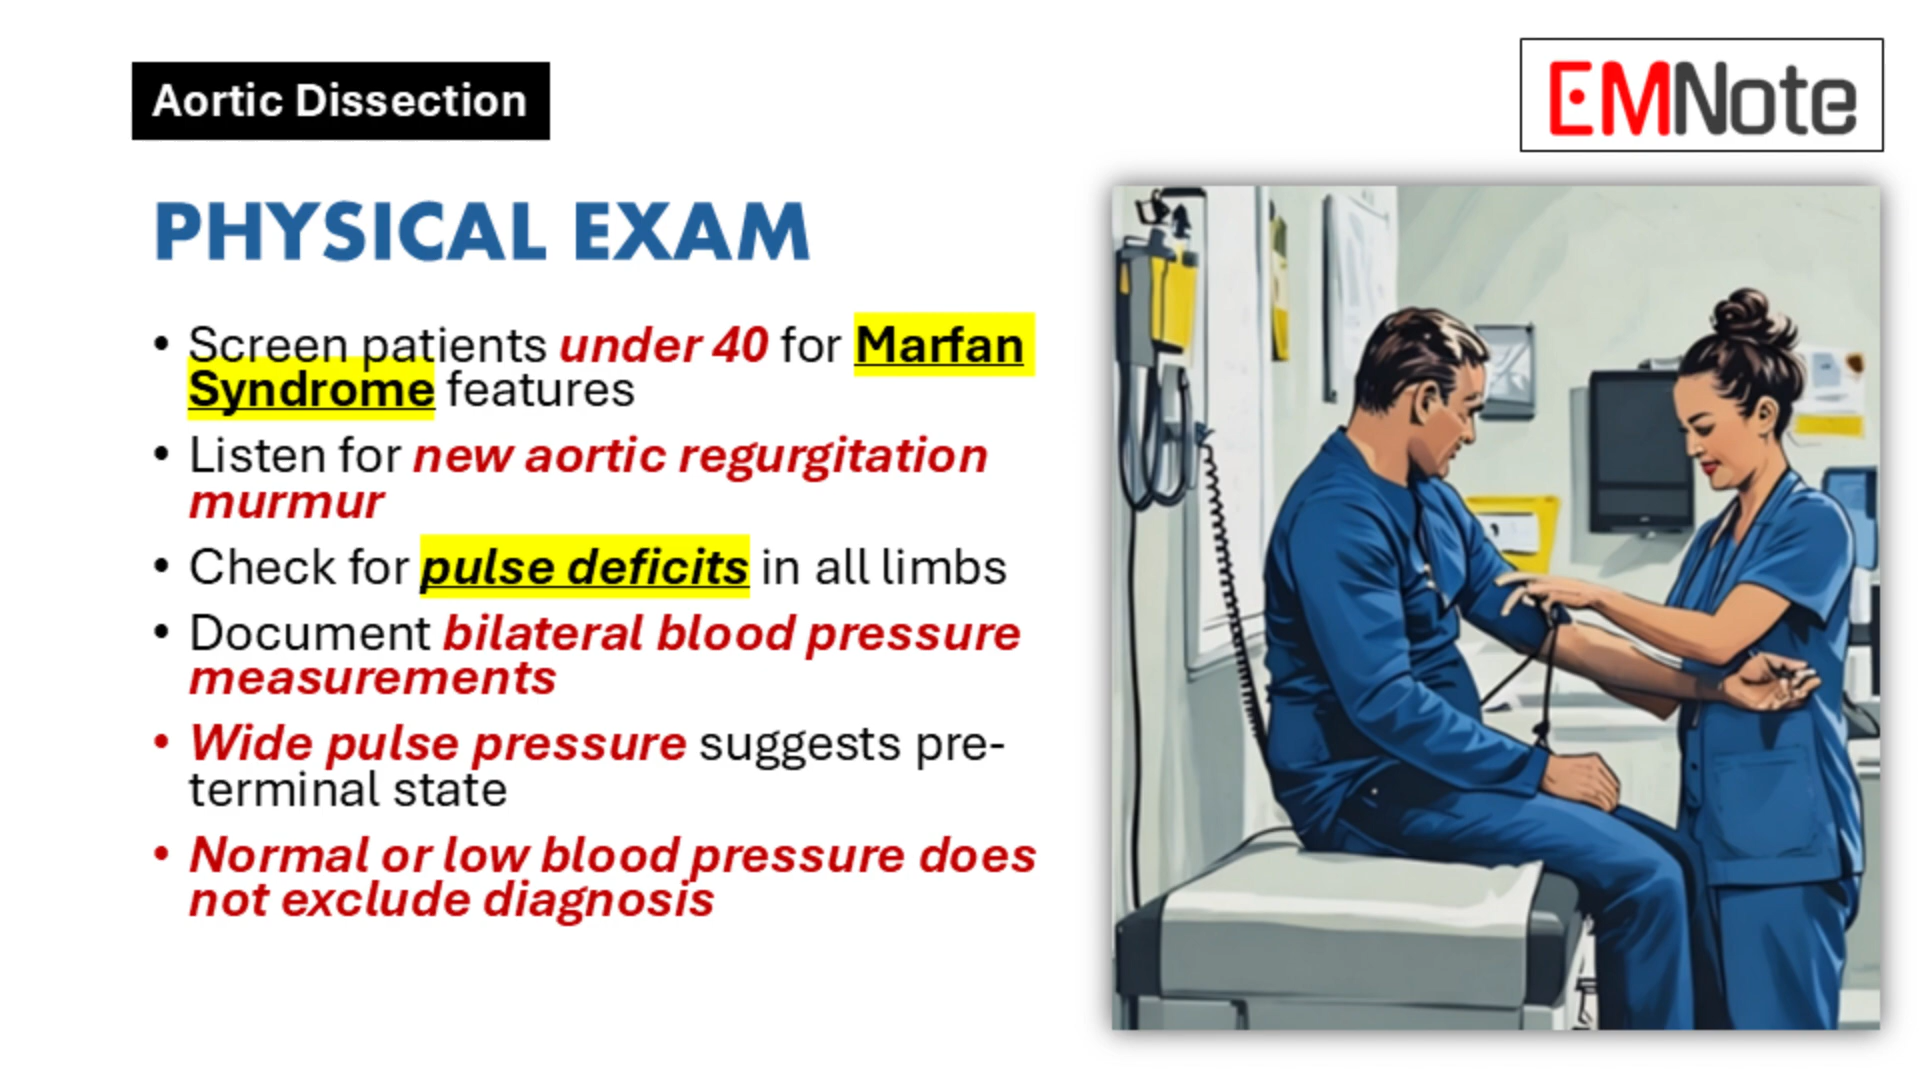 Aortic Dissection
EMNote
PHYSICAL EXAM
• Screen patients under 40 for Marfan
Syndrome features
• Listen for new aortic regurgitation
murmur
• Check for pulse deficits in all limbs
• Document bilateral blood pressure
measurements
• Wide pulse pressure suggests pre-
terminal state
• Normal or low blood pressure does
not exclude diagnosis